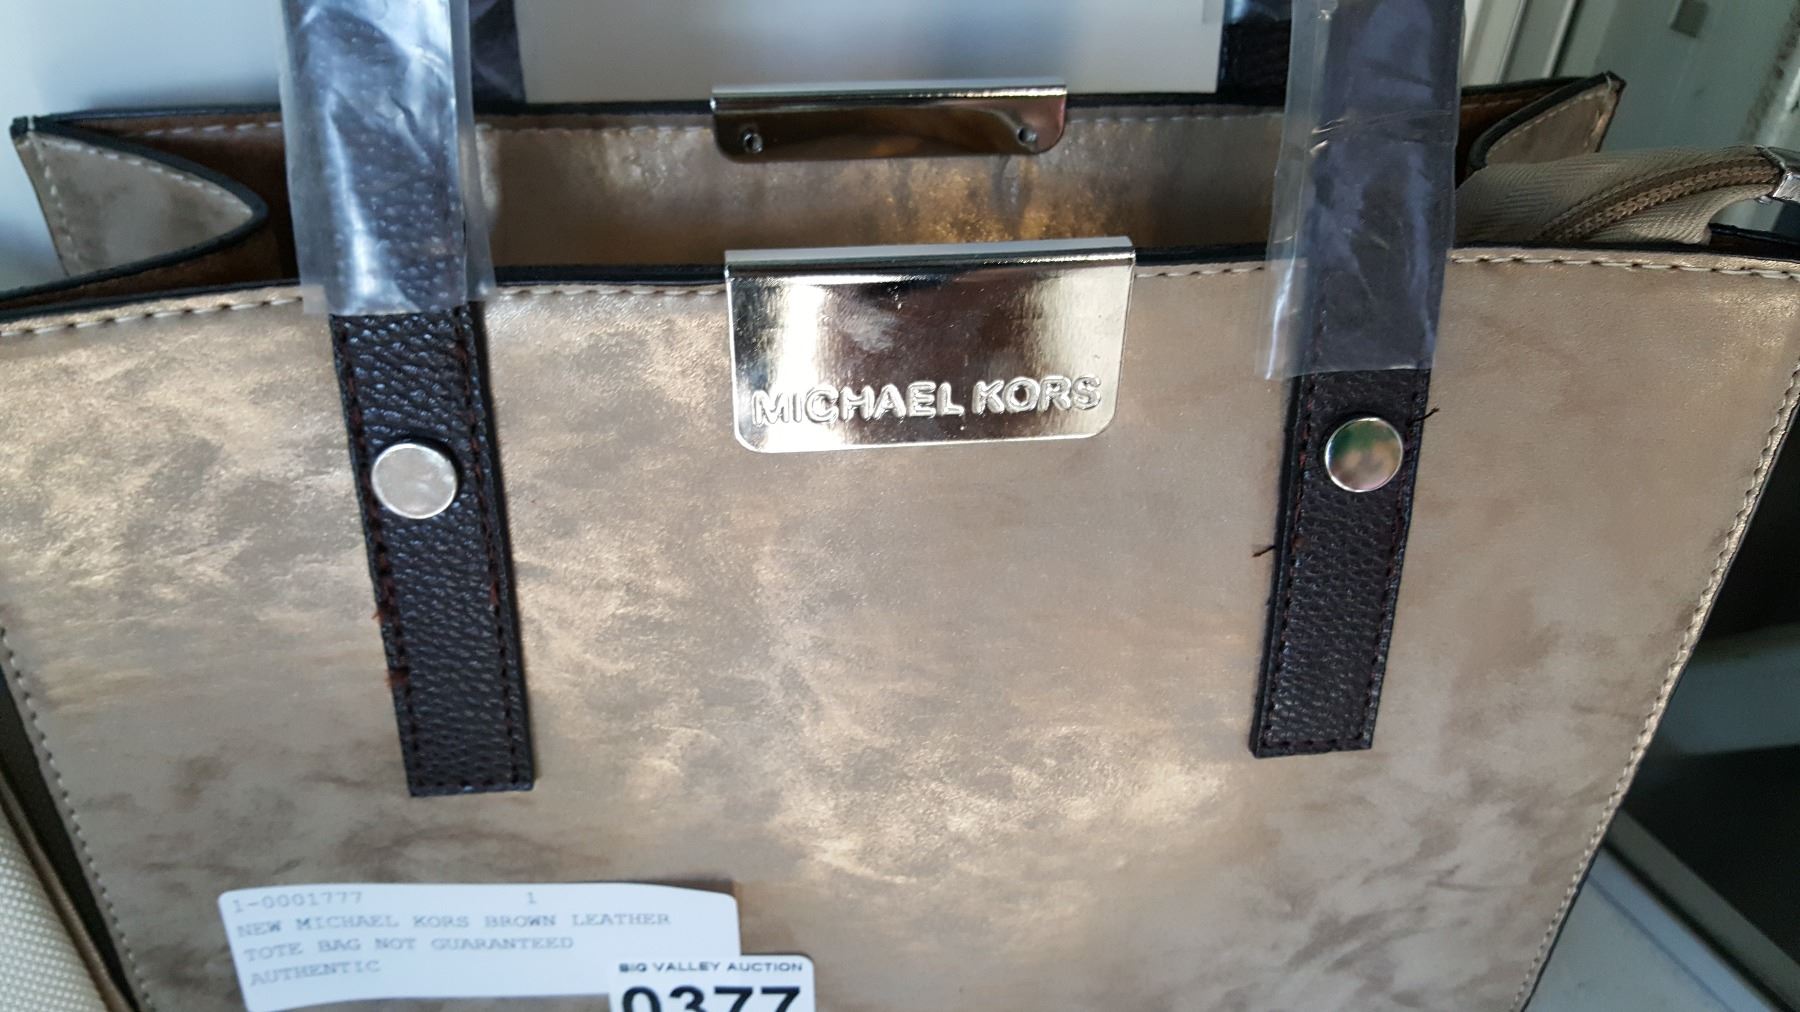 MICHAEL KORS
1-0001777 1
NEW MICHAEL KORS BROWN LEATHER
TOTE BAG NOT GUARANTEED
AUTHENTIC
BIG VALLEY AUCTION
0377